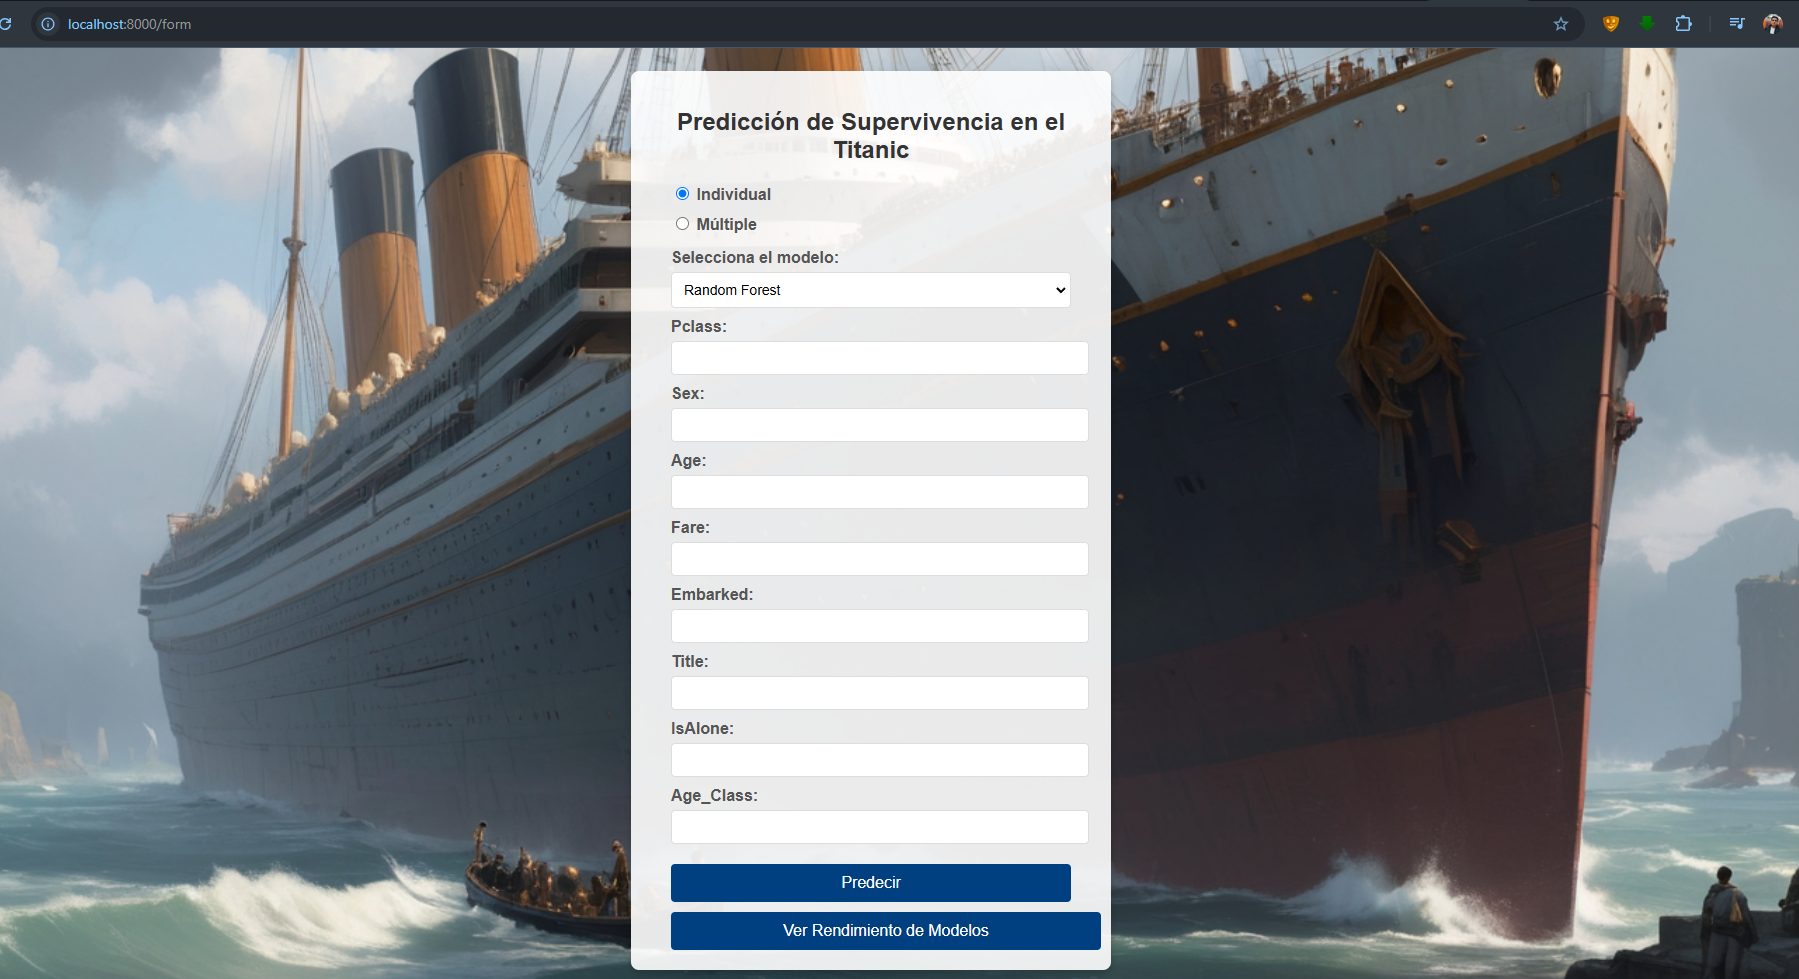 localhost:8000/form
Predicción de Supervivencia en el
Titanic
Individual
Múltiple
Selecciona el modelo:
Random Forest
Pclass:
Sex:
Age:
Fare:
Embarked:
Title:
IsAlone:
Age_Class:
Predecir
Ver Rendimiento de Modelos